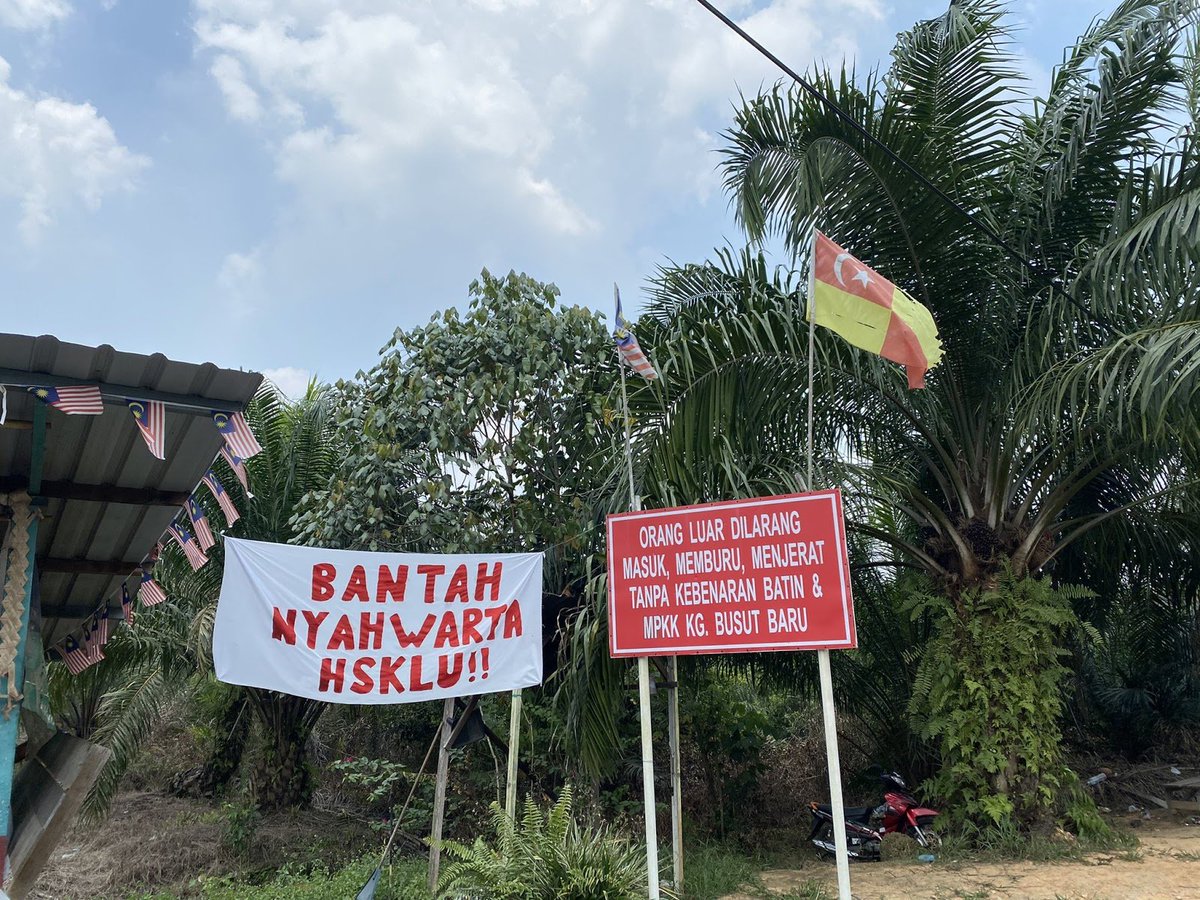 BANTAH
NYAHWARTA
HSKLU!!
ORANG LUAR DILARANG
MASUK, MEMBURU, MENJERAT
TANPA KEBENARAN BATIN &
MPKK KG. BUSUT BARU